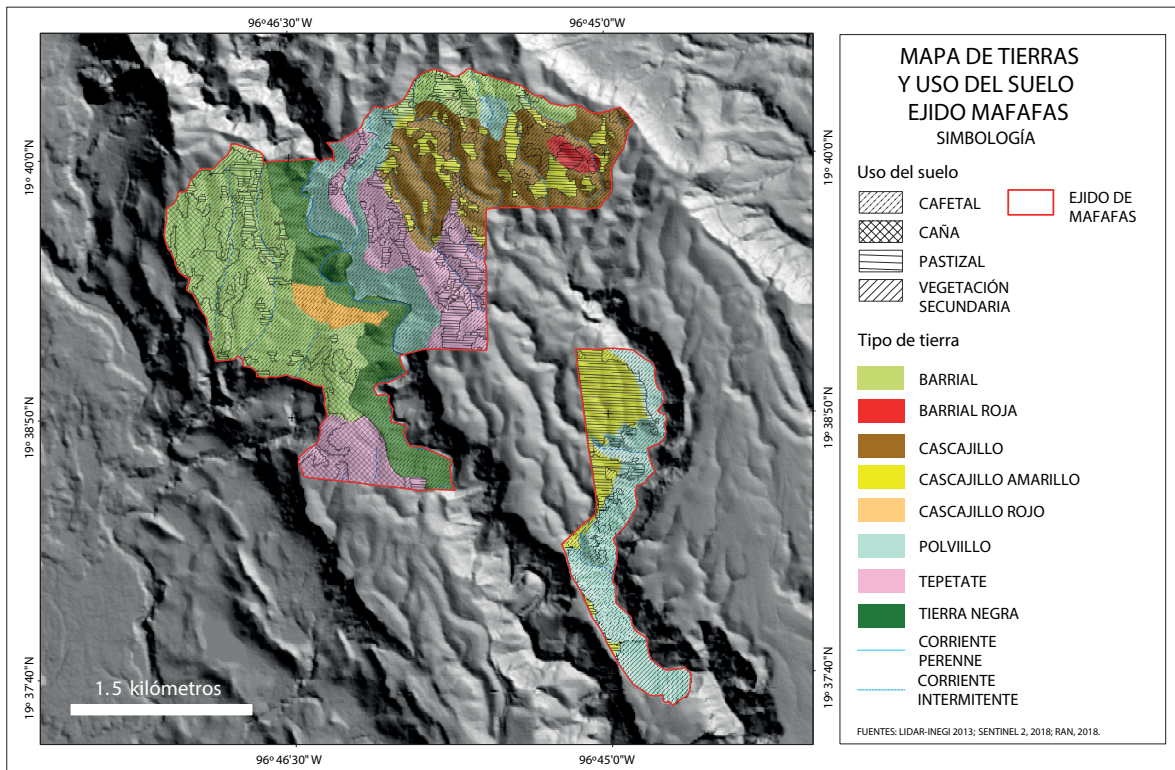 96°46'30"W
96°45'0"W
19° 40'0"N
19° 40'0"N
19° 38'50"N
19° 38'50"N
19° 37'40"N
19° 37'40"N
1.5 kilómetros
96°46'30"W
96°45'0"W
MAPA DE TIERRAS
Y USO DEL SUELO
EJIDO MAFAFAS
SIMBOLOGÍA
Uso del suelo
CAFETAL
EJIDO DE
MAFAFAS
CAÑA
PASTIZAL
VEGETACIÓN
SECUNDARIA
Tipo de tierra
BARRIAL
BARRIAL ROJA
CASCAJILLO
CASCAJILLO AMARILLO
CASCAJILLO ROJO
POLVIILLO
TEPETATE
TIERRA NEGRA
CORRIENTE
PERENNE
CORRIENTE
INTERMITENTE
FUENTES: LIDAR-INEGI 2013; SENTINEL 2, 2018; RAN, 2018.